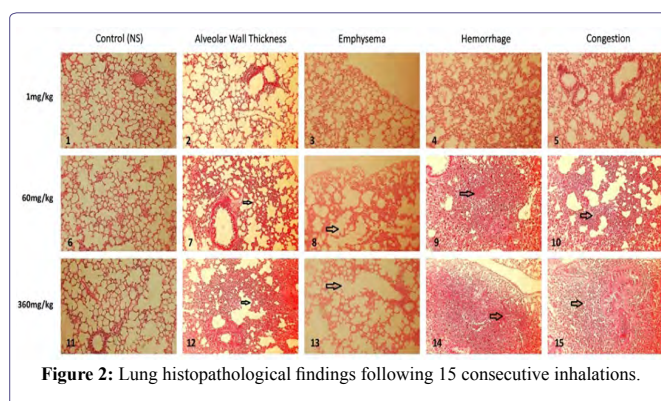 Control (NS) Alveolar Wall Thickness Emphysema Hemorrhage Congestion
1mg/kg
1 2 3 4 5
60mg/kg
6 7 8 9 10
360mg/kg
11 12 13 14 15
Figure 2: Lung histopathological findings following 15 consecutive inhalations.